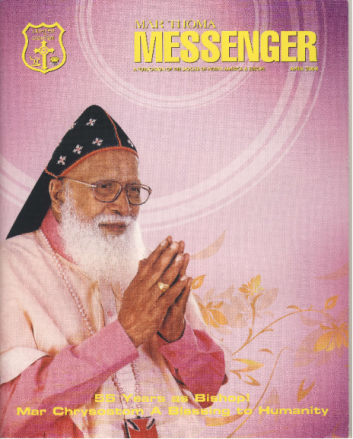 MAR THOMA
MESSENGER
55 Years as Bishop!
Mar Chrysostom A Blessing to Humanity